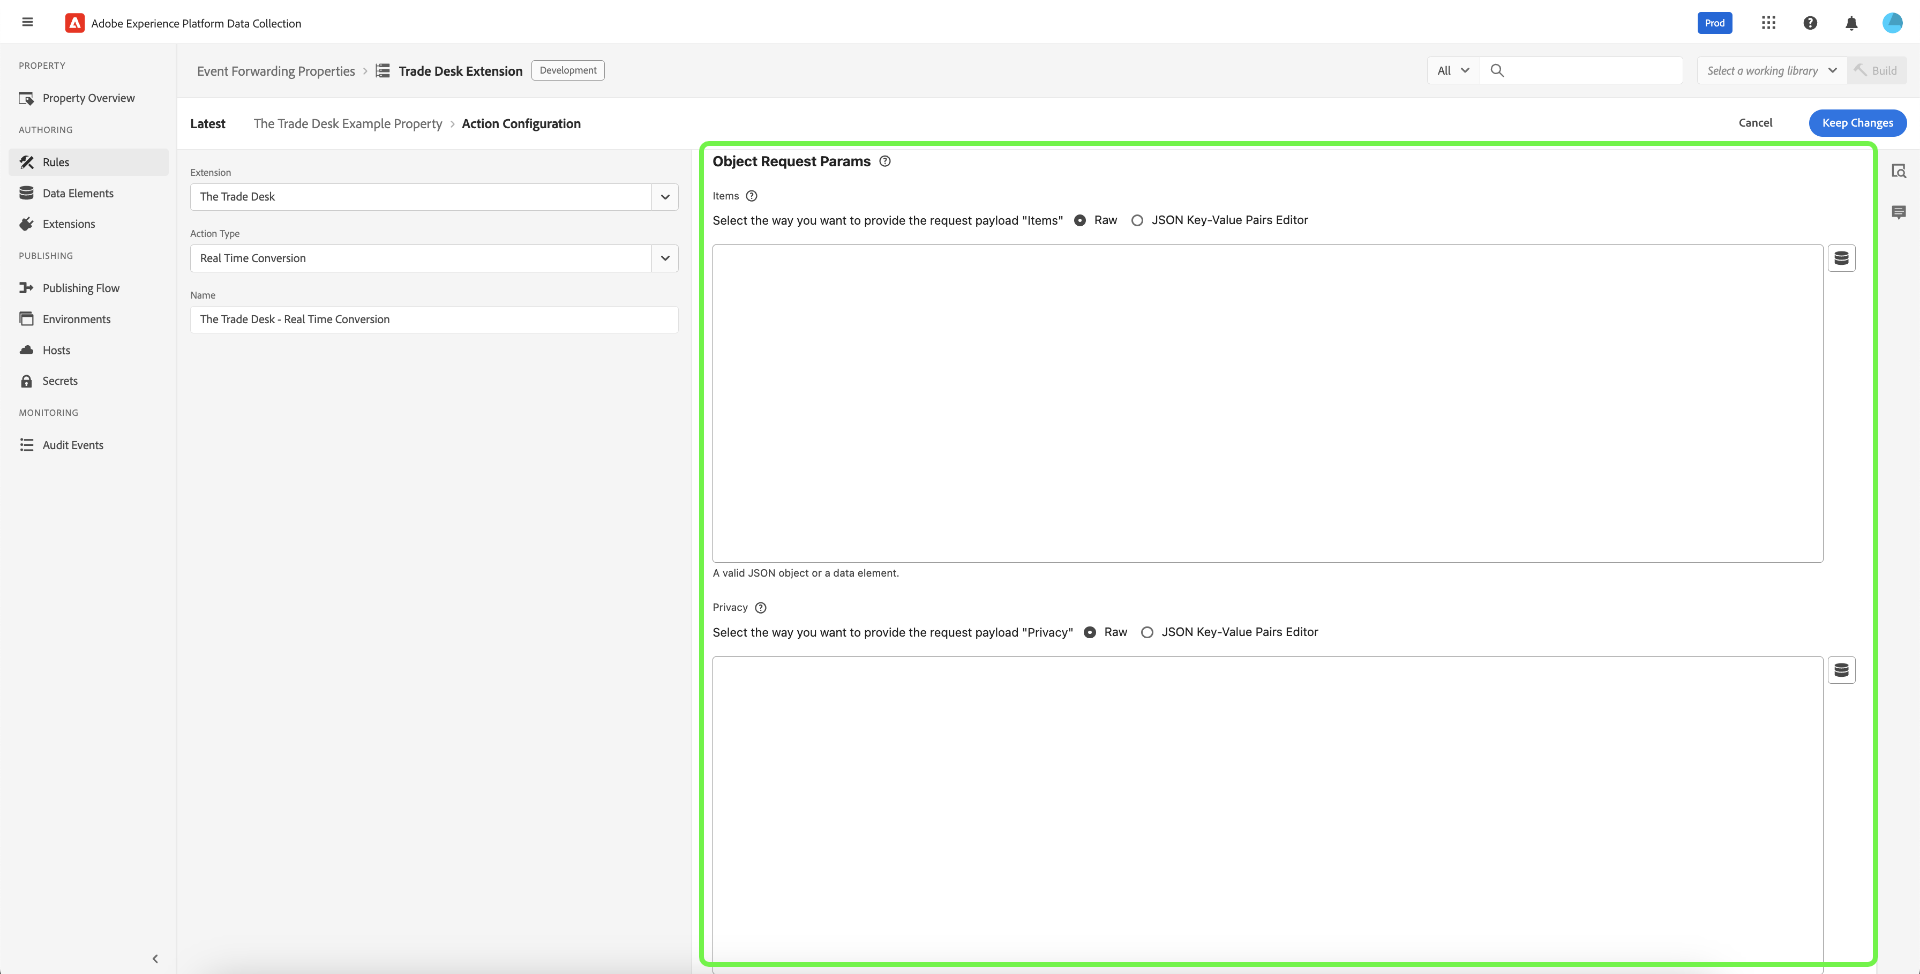 Adobe Experience Platform Data Collection
Prod
PROPERTY
Property Overview
AUTHORING
Rules
Data Elements
Extensions
PUBLISHING
Publishing Flow
Environments
Hosts
Secrets
MONITORING
Audit Events
Event Forwarding Properties > Trade Desk Extension Development
All
Select a working library
Build
Latest The Trade Desk Example Property > Action Configuration
Cancel
Keep Changes
Extension
The Trade Desk
Action Type
Real Time Conversion
Name
The Trade Desk - Real Time Conversion
Object Request Params
Items
Select the way you want to provide the request payload "Items" Raw JSON Key-Value Pairs Editor
A valid JSON object or a data element.
Privacy
Select the way you want to provide the request payload "Privacy" Raw JSON Key-Value Pairs Editor